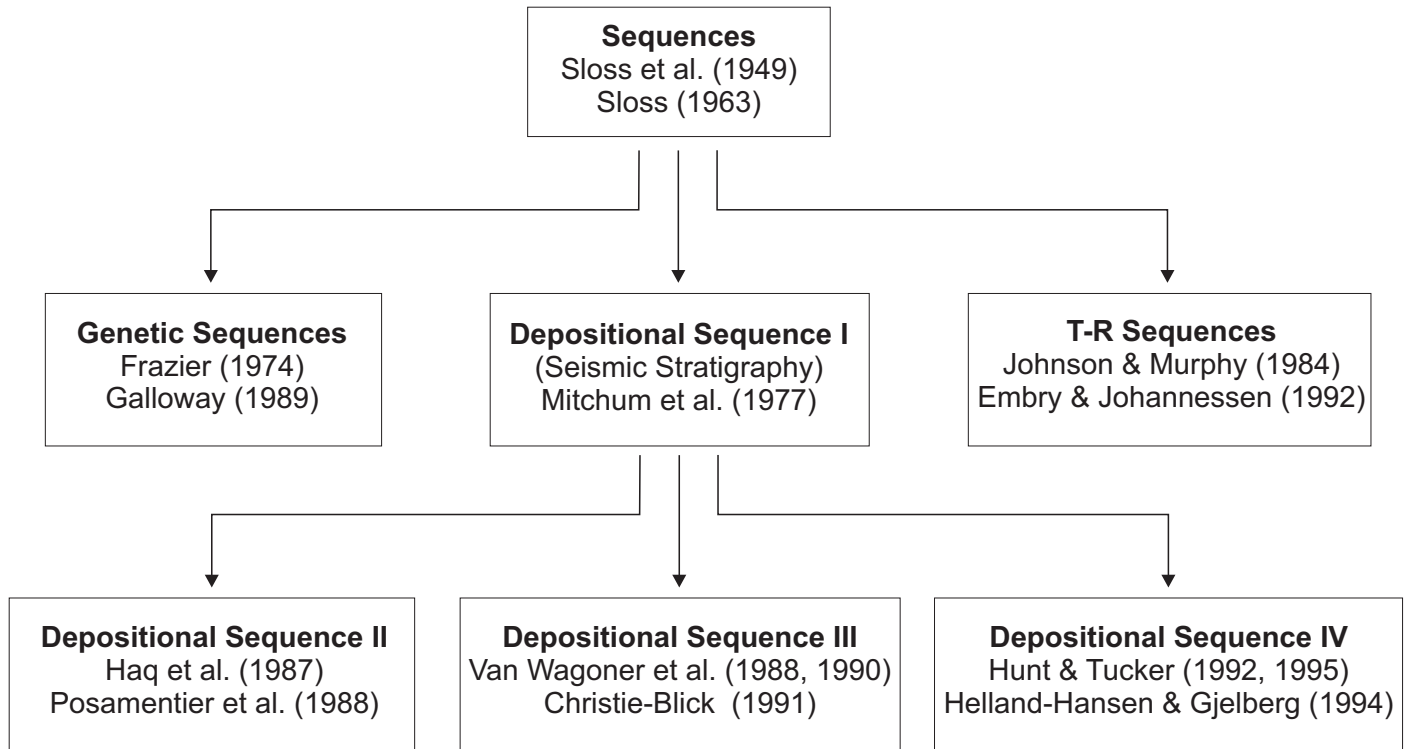 Sequences
Sloss et al. (1949)
Sloss (1963)
Genetic Sequences
Frazier (1974)
Galloway (1989)
Depositional Sequence I
(Seismic Stratigraphy)
Mitchum et al. (1977)
T-R Sequences
Johnson & Murphy (1984)
Embry & Johannessen (1992)
Depositional Sequence II
Haq et al. (1987)
Posamentier et al. (1988)
Depositional Sequence III
Van Wagoner et al. (1988, 1990)
Christie-Blick (1991)
Depositional Sequence IV
Hunt & Tucker (1992, 1995)
Helland-Hansen & Gjelberg (1994)